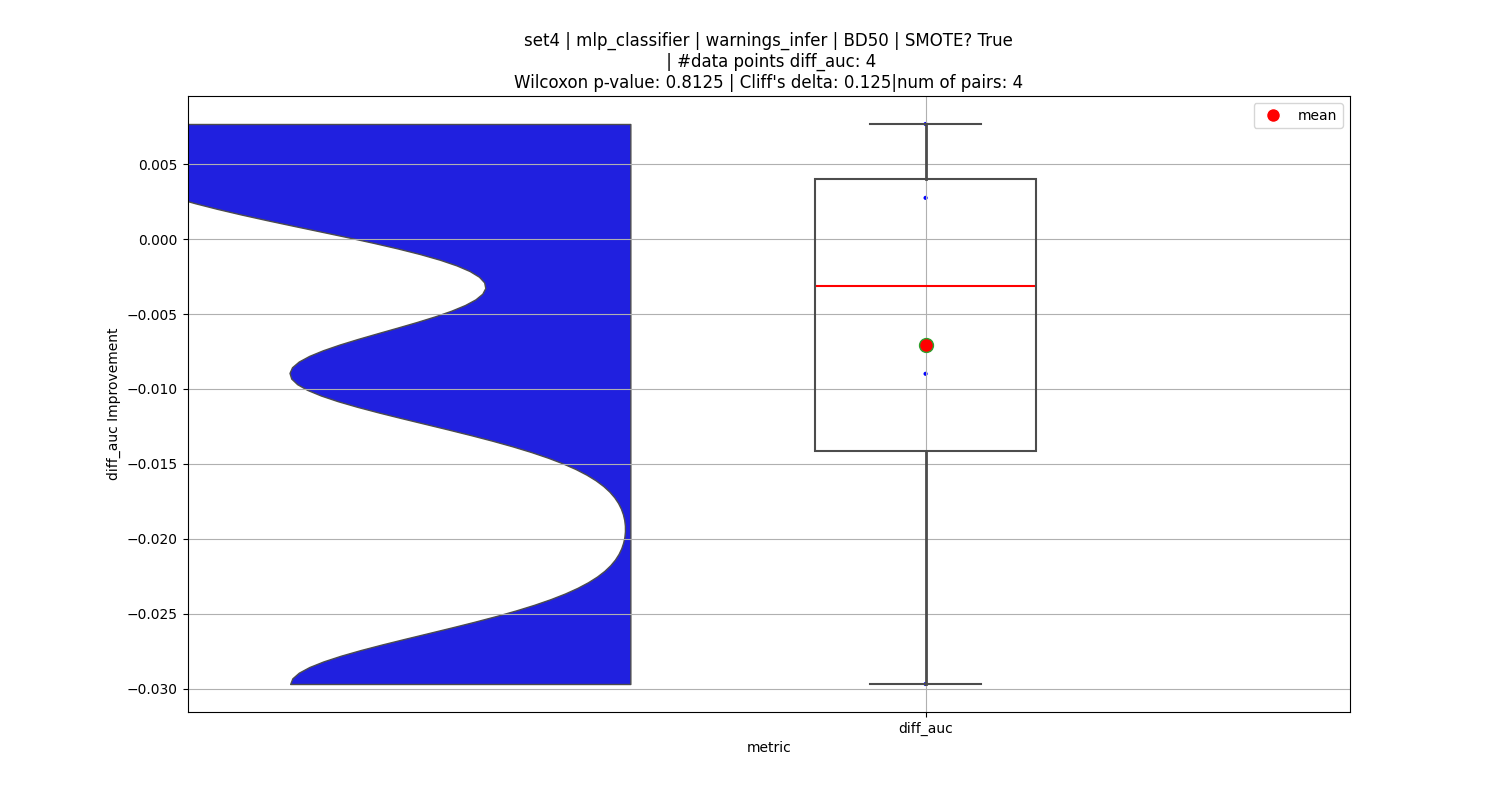 set4 | mlp_classifier | warnings_infer | BD50 | SMOTE? True
| #data points diff_auc: 4
Wilcoxon p-value: 0.8125 | Cliff's delta: 0.125|num of pairs: 4
mean
0.005
0.000
−0.005
−0.010
−0.015
−0.020
−0.025
−0.030
diff_auc Improvement
diff_auc
metric